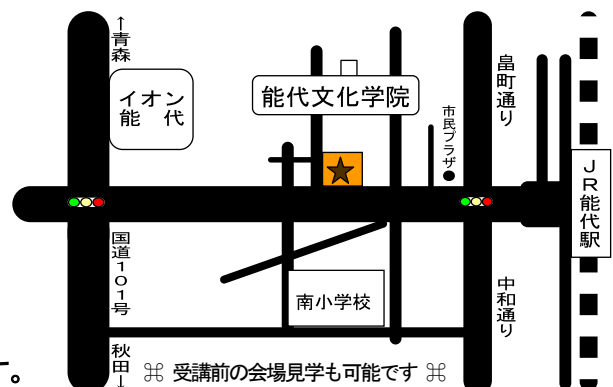 ↑青森
イオン
能　代
能代文化学院
市民プラザ
畠町通り
JR能代駅
国道101号
南小学校
中和通り
秋田↓
す。
⌘ 受講前の会場見学も可能です ⌘